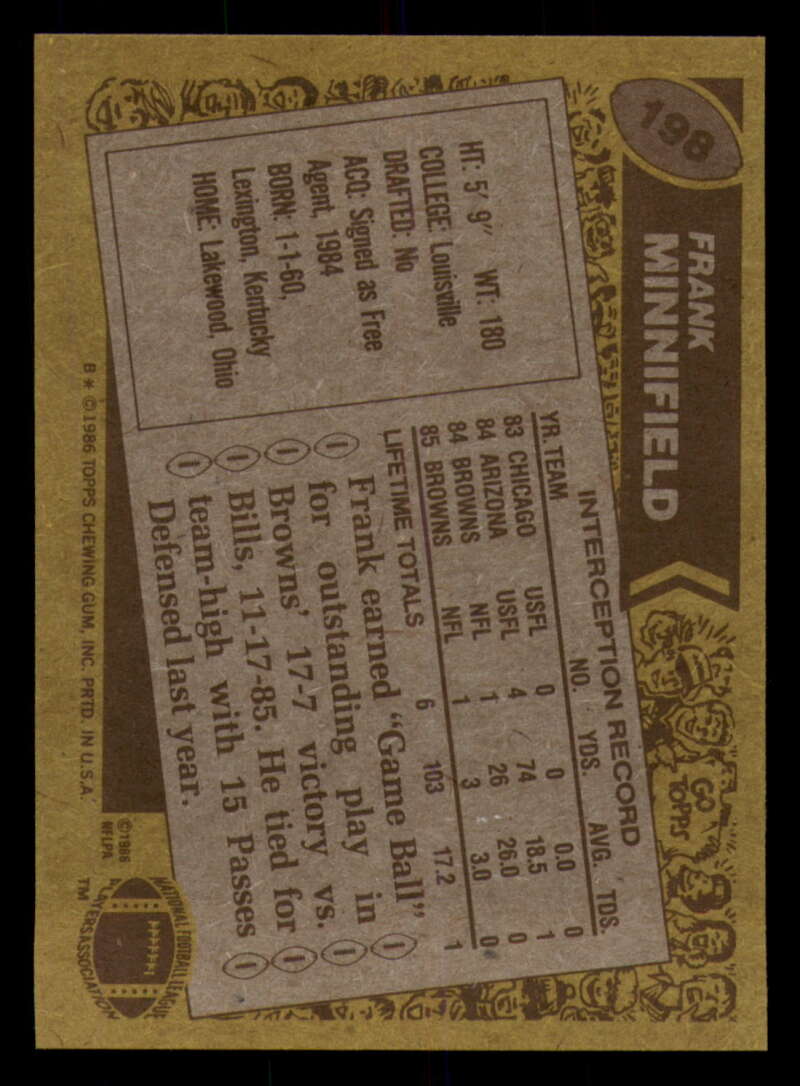 198
FRANK
MINNIFIELD
HT: 5' 9" WT: 180
COLLEGE: Louisville
DRAFTED: No
ACQ: Signed as Free
Agent, 1984
BORN: 1-1-60,
Lexington, Kentucky
HOME: Lakewood, Ohio
INTERCEPTION RECORD
YR. TEAM NO. YDS. AVG. TDS.
83 CHICAGO USFL 0 0 0.0 0
84 ARIZONA USFL 4 74 18.5 1
84 BROWNS NFL 1 26 26.0 0
85 BROWNS NFL 1 3 3.0 0
LIFETIME TOTALS 6 103 17.2 1
Frank earned “Game Ball”
for outstanding play in
Browns’ 17-7 victory vs.
Bills, 11-17-85. He tied for
team-high with 15 Passes
Defensed last year.
GO
TOPPS
B * ©1986 TOPPS CHEWING GUM, INC. PRTD. IN U.S.A.
©1986
NFLPA
NATIONAL FOOTBALL LEAGUE
PLAYERS ASSOCIATION
TM